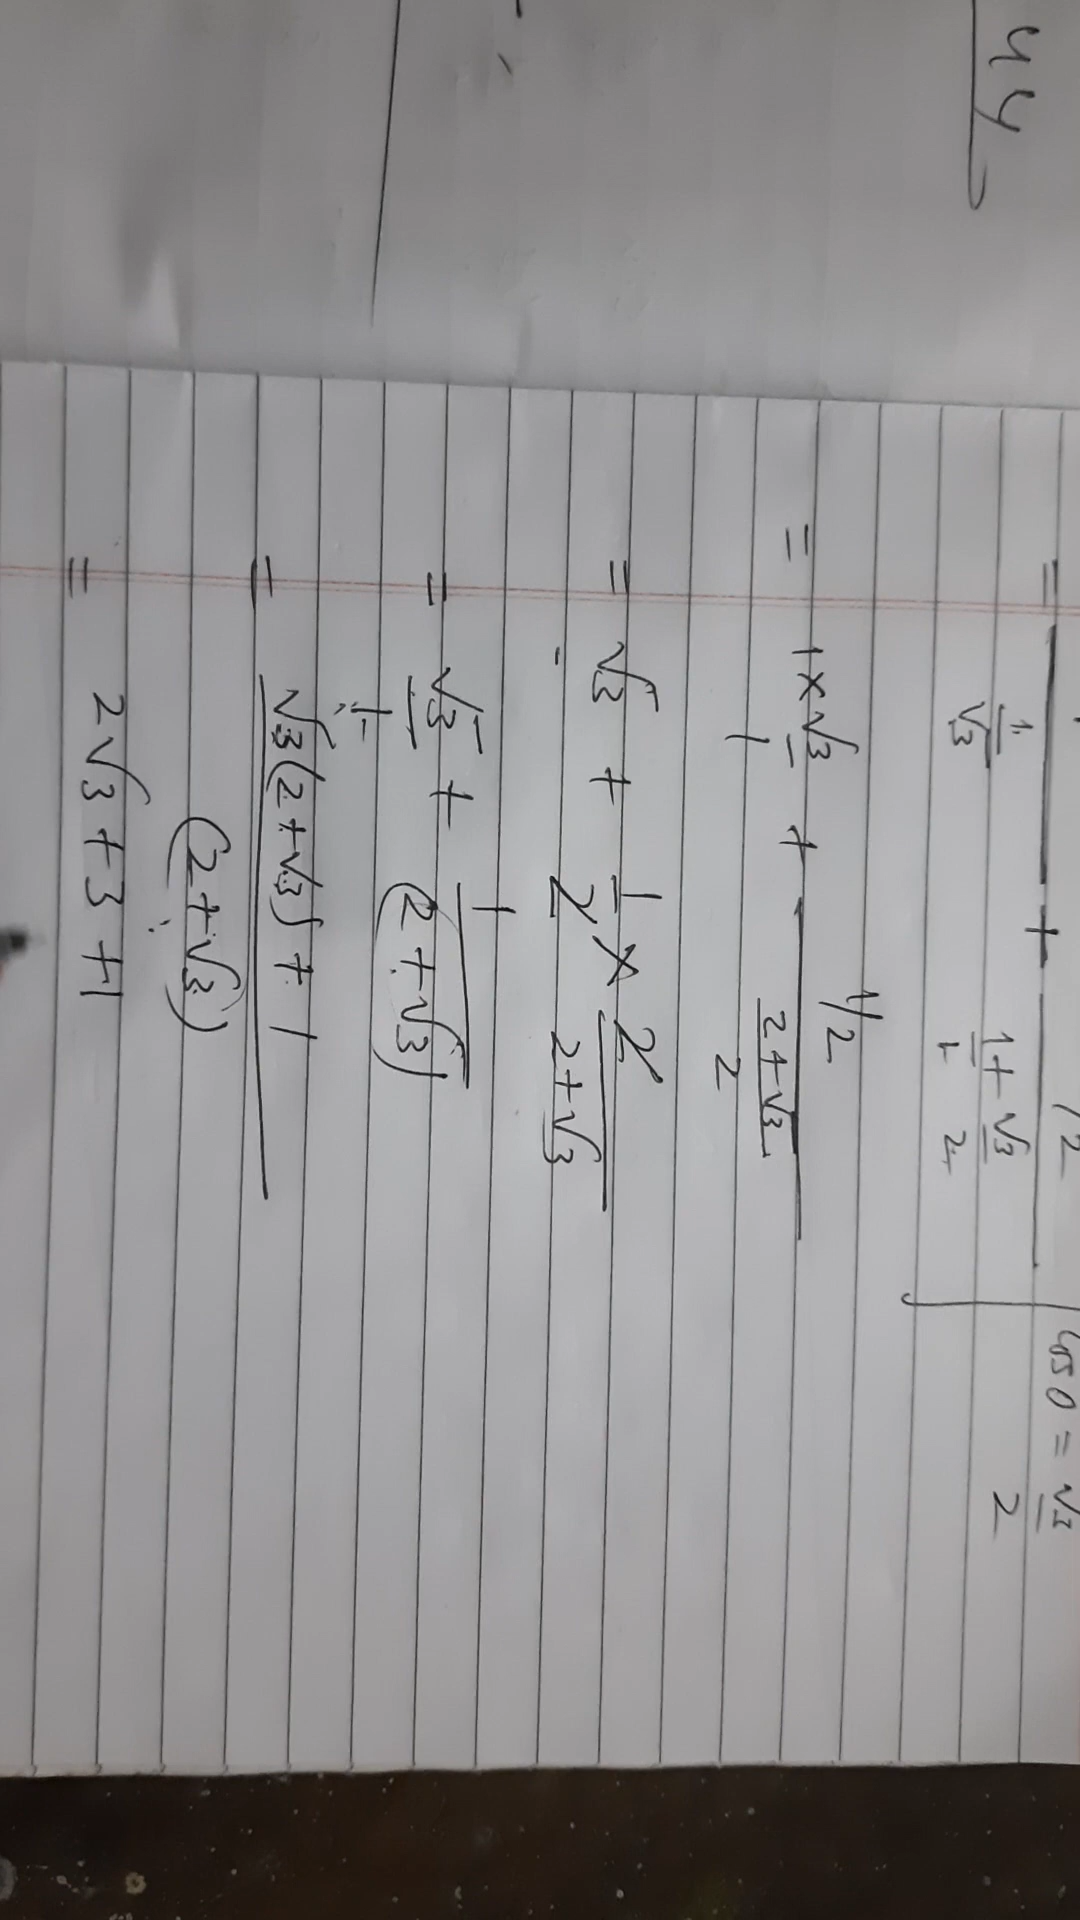 44
/2
= +
1/√3 1/1 + √3/2
cos θ = √3/2
= 1×√3/1 + 1/2 / (2+√3)/2
= √3 + 1/2 × 2/2+√3
= √3/1 + 1/(2+√3)
= √3(2+√3)+1 / (2+√3)
= 2√3+3+1